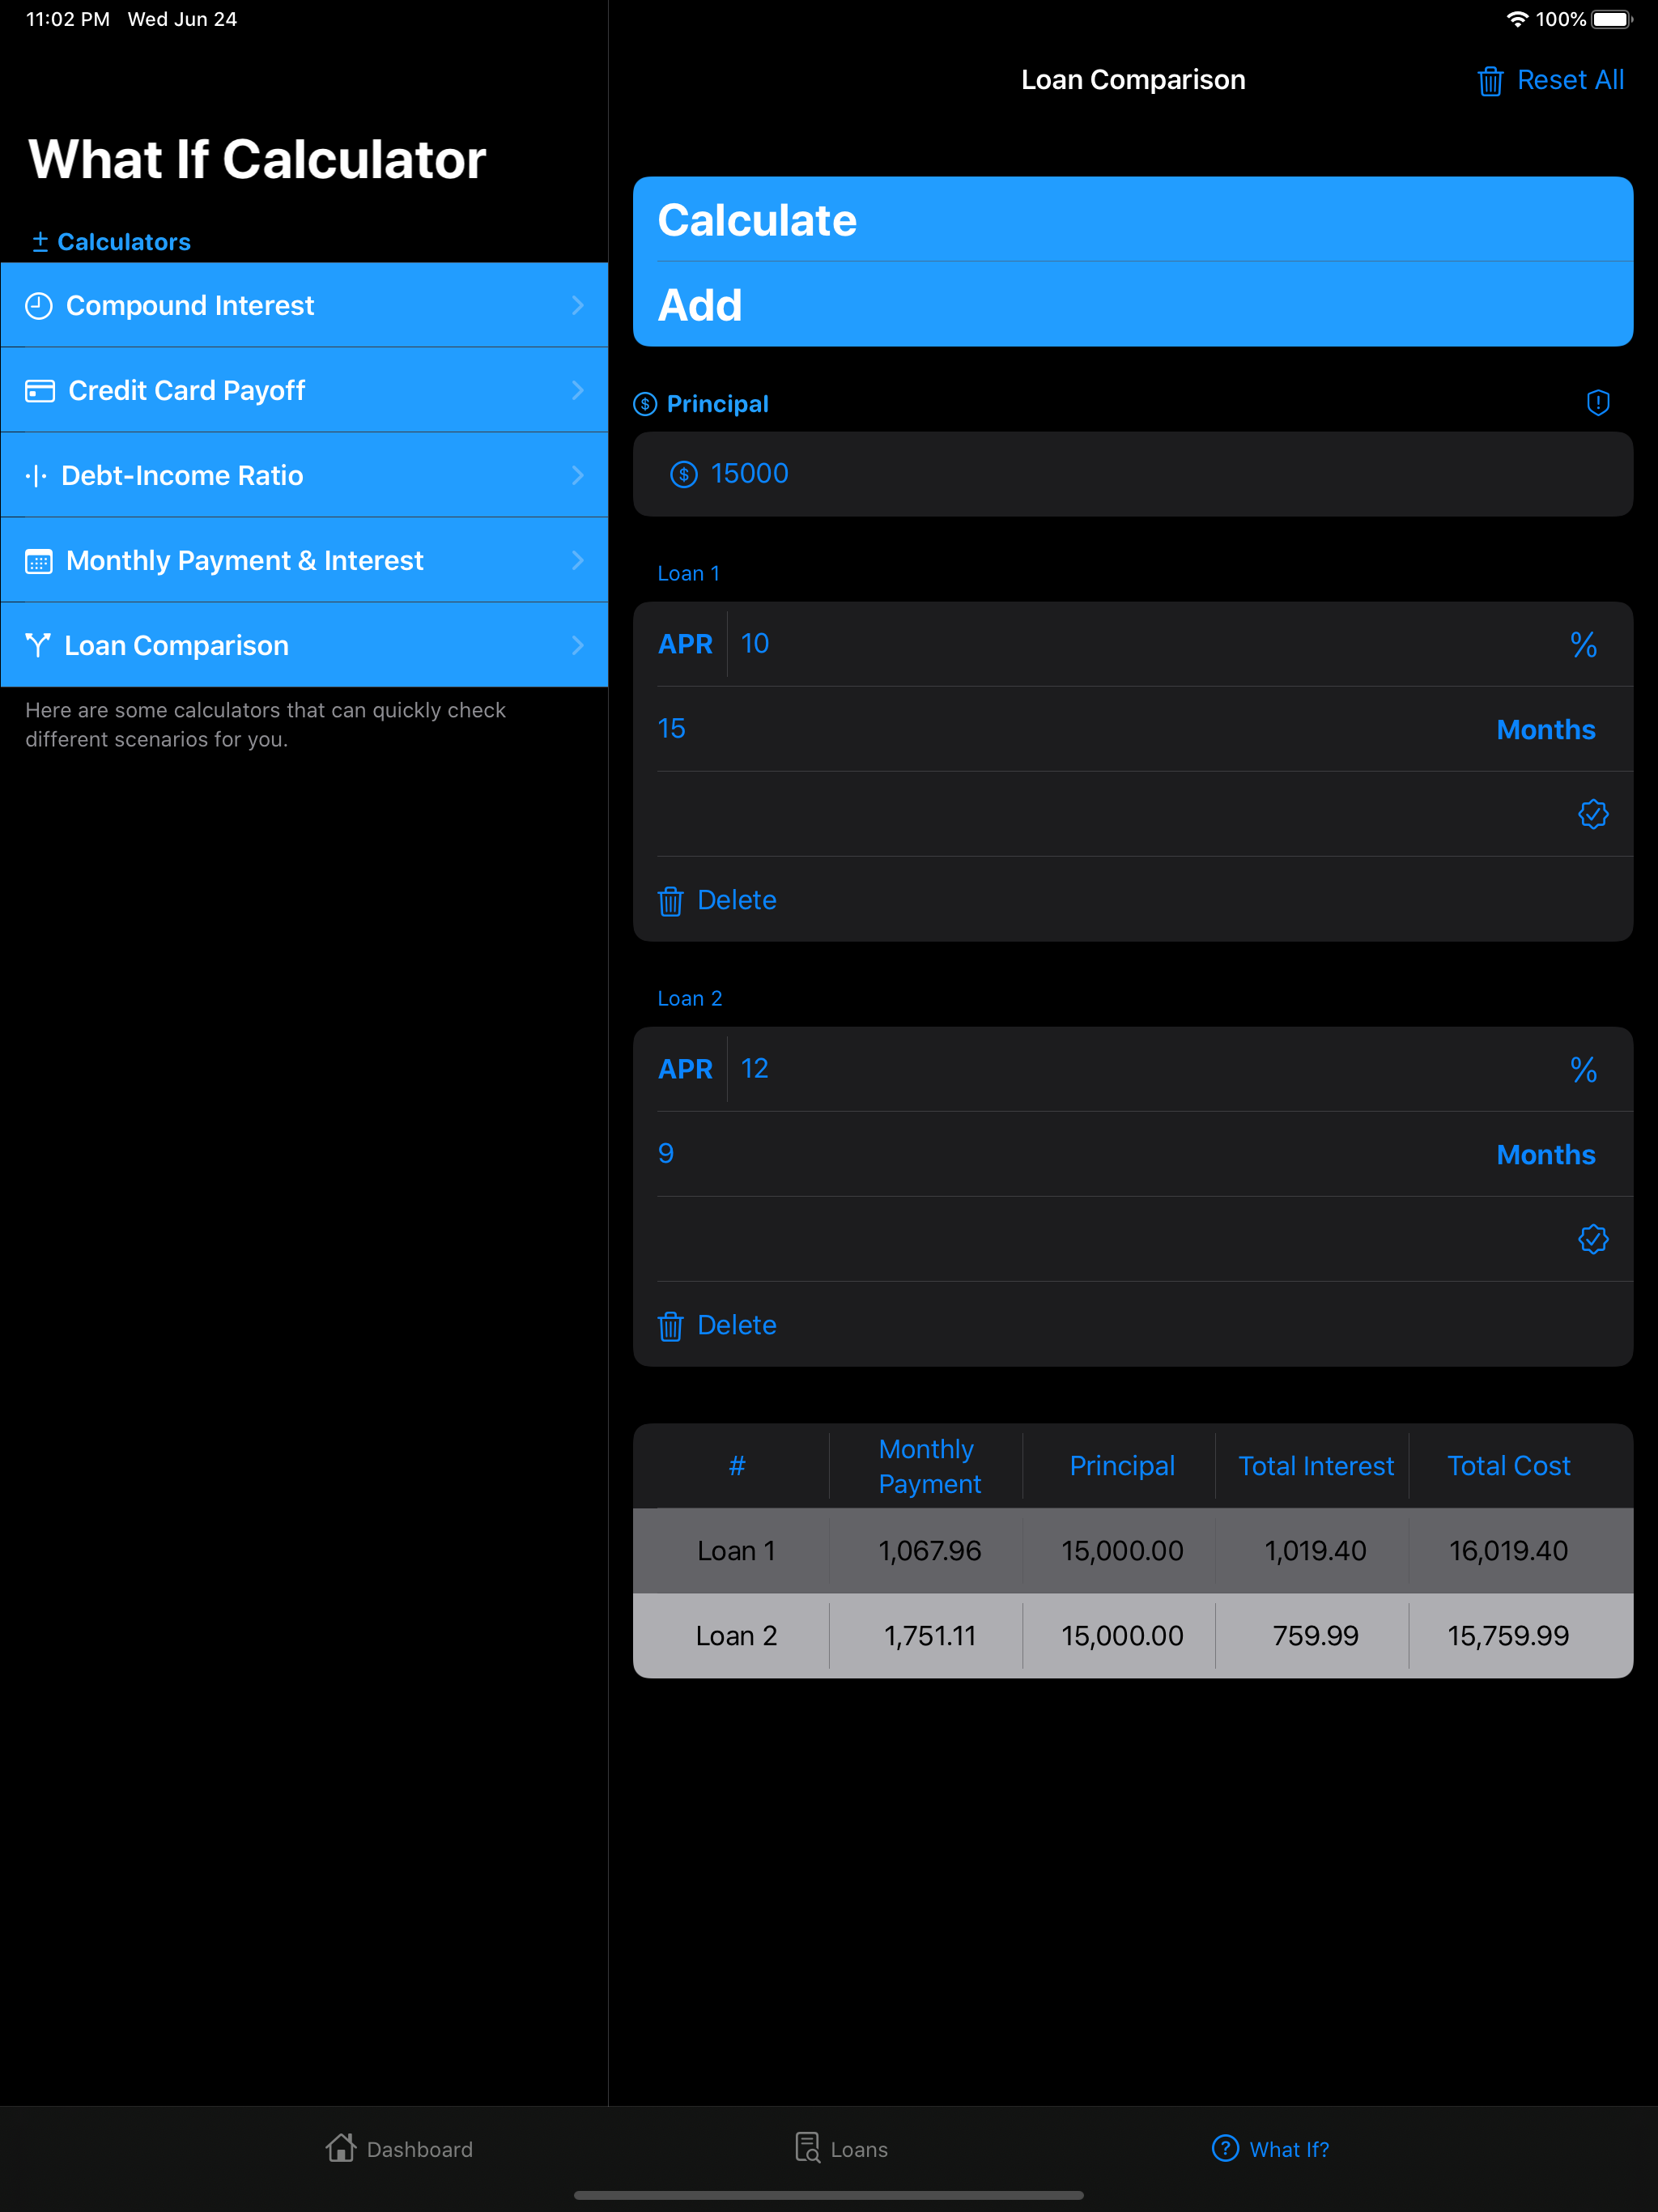 11:02 PM Wed Jun 24
100%
What If Calculator
Calculators
Compound Interest
Credit Card Payoff
Debt-Income Ratio
Monthly Payment & Interest
Loan Comparison
Here are some calculators that can quickly check
different scenarios for you.
Loan Comparison
Reset All
Calculate
Add
Principal
15000
Loan 1
APR 10 %
15 Months
Delete
Loan 2
APR 12 %
9 Months
Delete
# Monthly Payment Principal Total Interest Total Cost
Loan 1 1,067.96 15,000.00 1,019.40 16,019.40
Loan 2 1,751.11 15,000.00 759.99 15,759.99
Dashboard Loans What If?